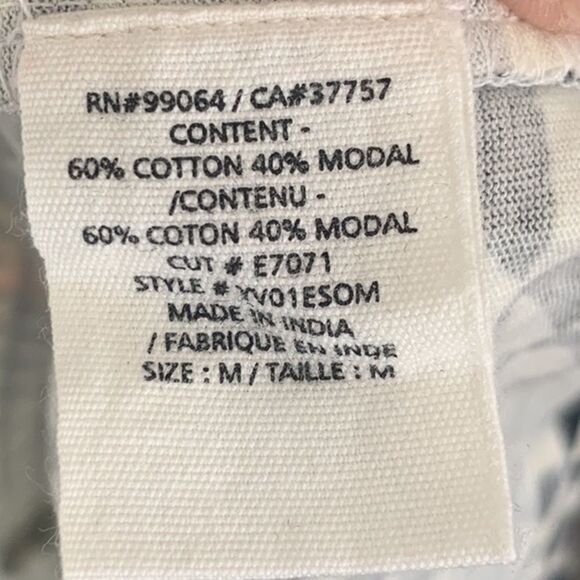 RN#99064 / CA#37757
CONTENT -
60% COTTON 40% MODAL
/CONTENU -
60% COTON 40% MODAL
CUT # E7071
STYLE # YV01ESOM
MADE IN INDIA
/ FABRIQUE EN INDE
SIZE : M / TAILLE : M